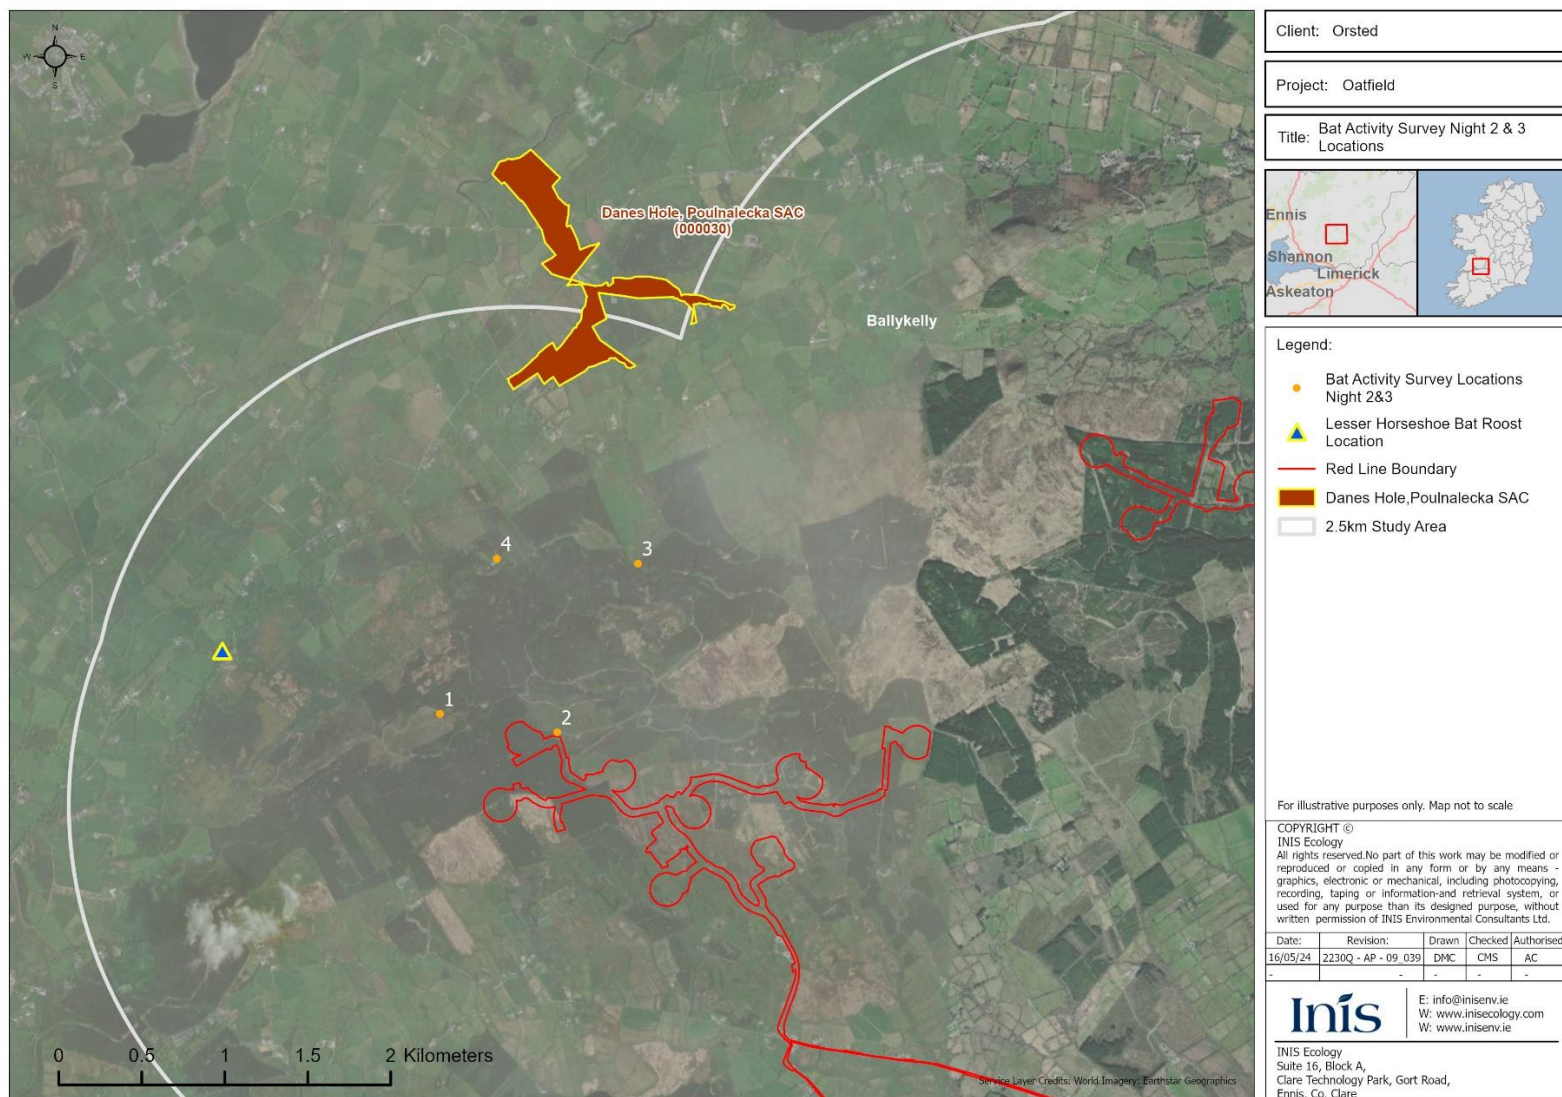 N
W E
S
Danes Hole, Poulnalecka SAC
(000030)
Ballykelly
4
3
1
2
0 0.5 1 1.5 2 Kilometers
Service Layer Credits: World Imagery: Earthstar Geographics
Client: Orsted
Project: Oatfield
Title: Bat Activity Survey Night 2 & 3
Locations
Ennis
Shannon
Limerick
Askeaton
Legend:
Bat Activity Survey Locations
Night 2&3
Lesser Horseshoe Bat Roost
Location
Red Line Boundary
Danes Hole,Poulnalecka SAC
2.5km Study Area
For illustrative purposes only. Map not to scale
COPYRIGHT ©
INIS Ecology
All rights reserved.No part of this work may be modified or
reproduced or copied in any form or by any means -
graphics, electronic or mechanical, including photocopying,
recording, taping or information-and retrieval system, or
used for any purpose than its designed purpose, without
written permission of INIS Environmental Consultants Ltd.
Date: Revision: Drawn Checked Authorised
16/05/24 2230Q - AP - 09_039 DMC CMS AC
- - - - -
Inis
E: info@inisenv.ie
W: www.inisecology.com
W: www.inisenv.ie
INIS Ecology
Suite 16, Block A,
Clare Technology Park, Gort Road,
Ennis, Co. Clare